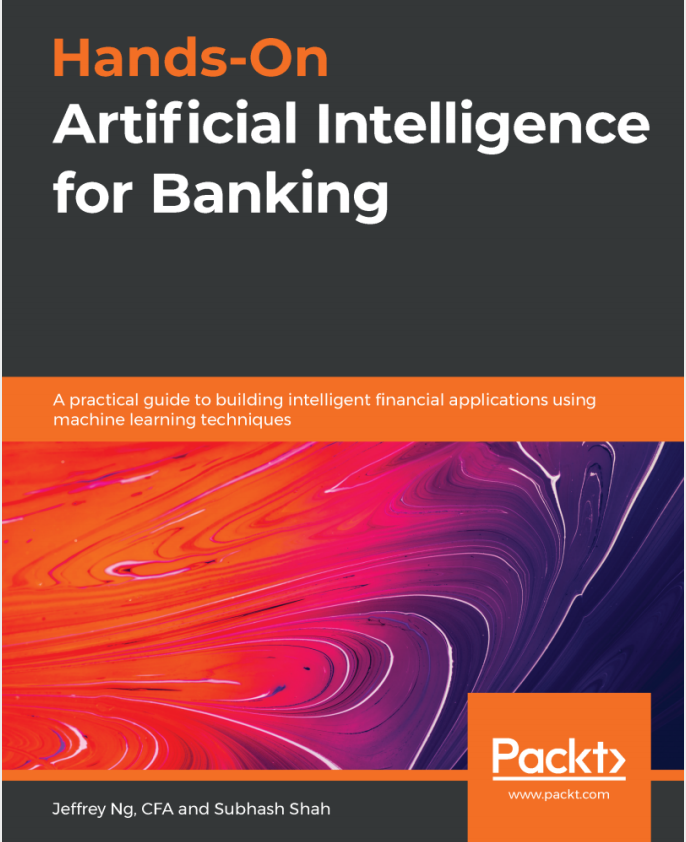 Hands-On
Artificial Intelligence
for Banking
A practical guide to building intelligent financial applications using
machine learning techniques
Packt>
www.packt.com
Jeffrey Ng, CFA and Subhash Shah